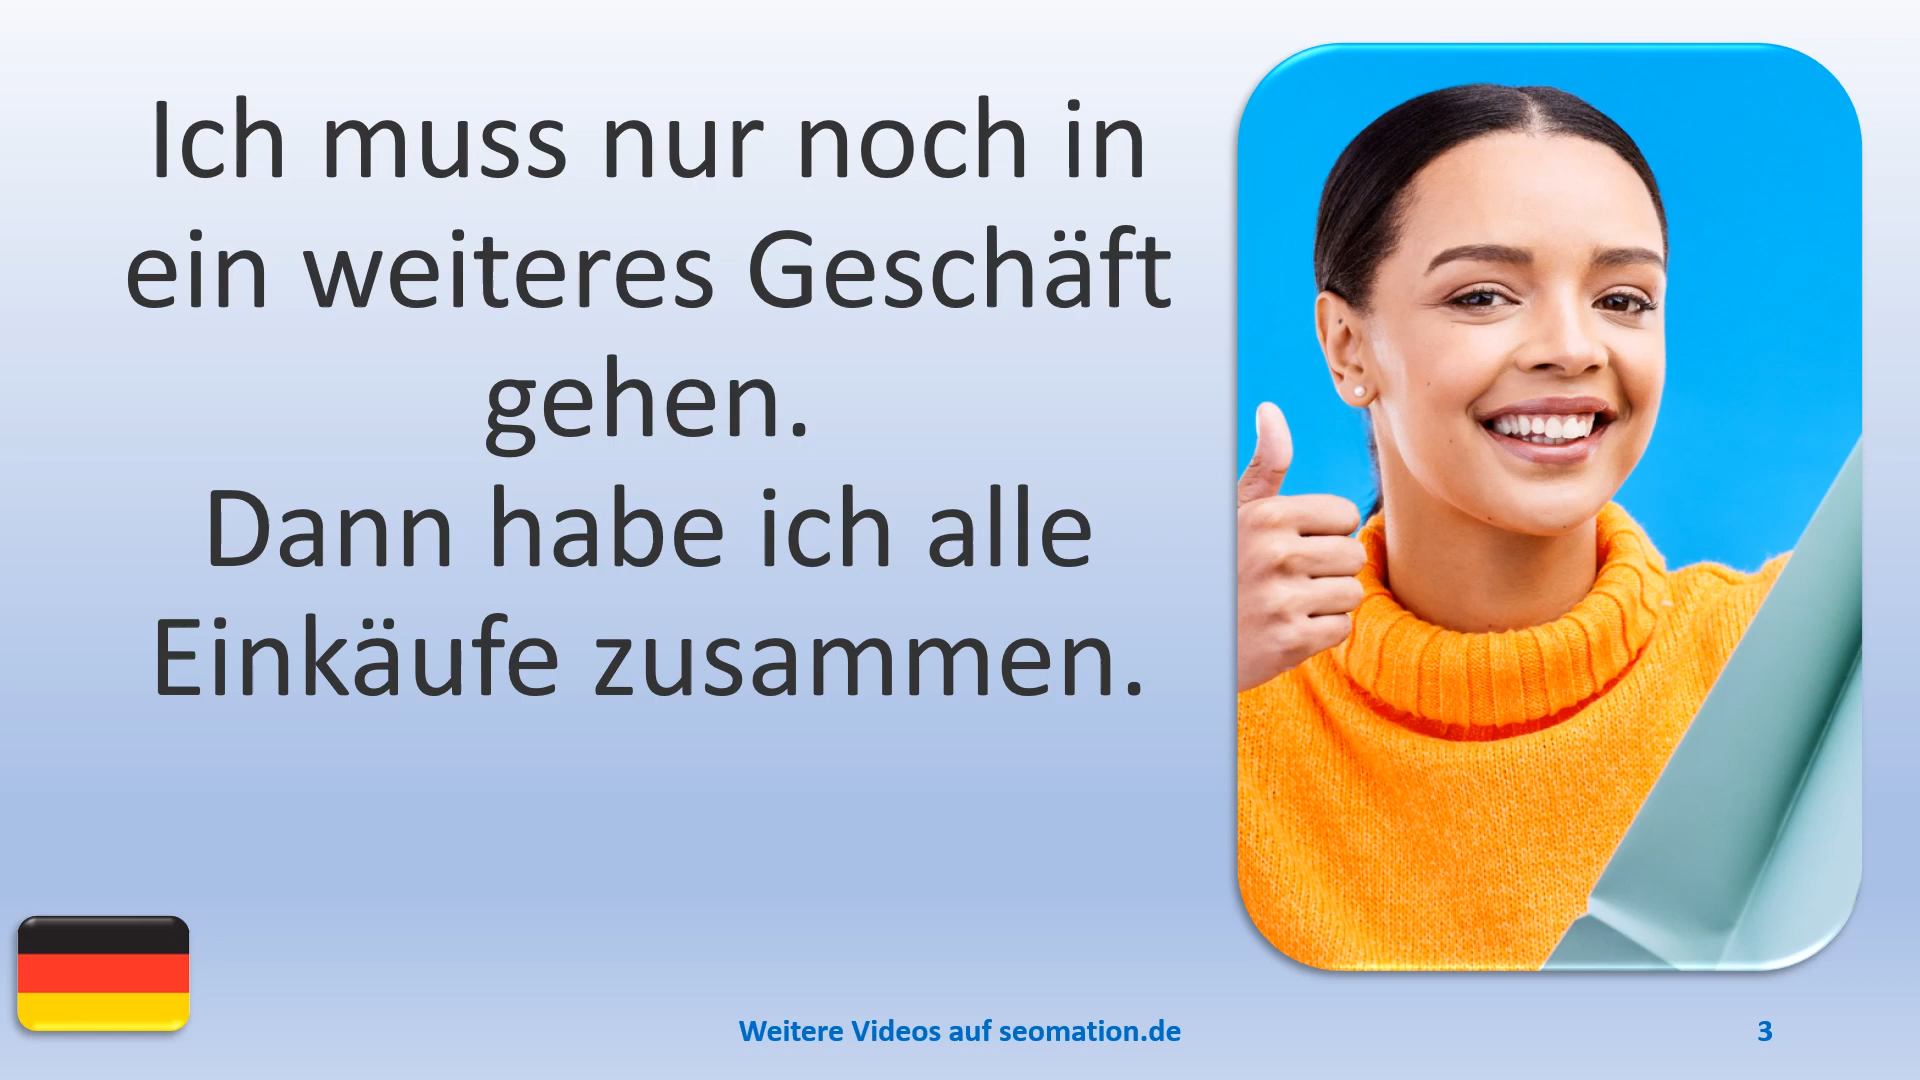 Ich muss nur noch in
ein weiteres Geschäft
gehen.
Dann habe ich alle
Einkäufe zusammen.
Weitere Videos auf seomation.de
3